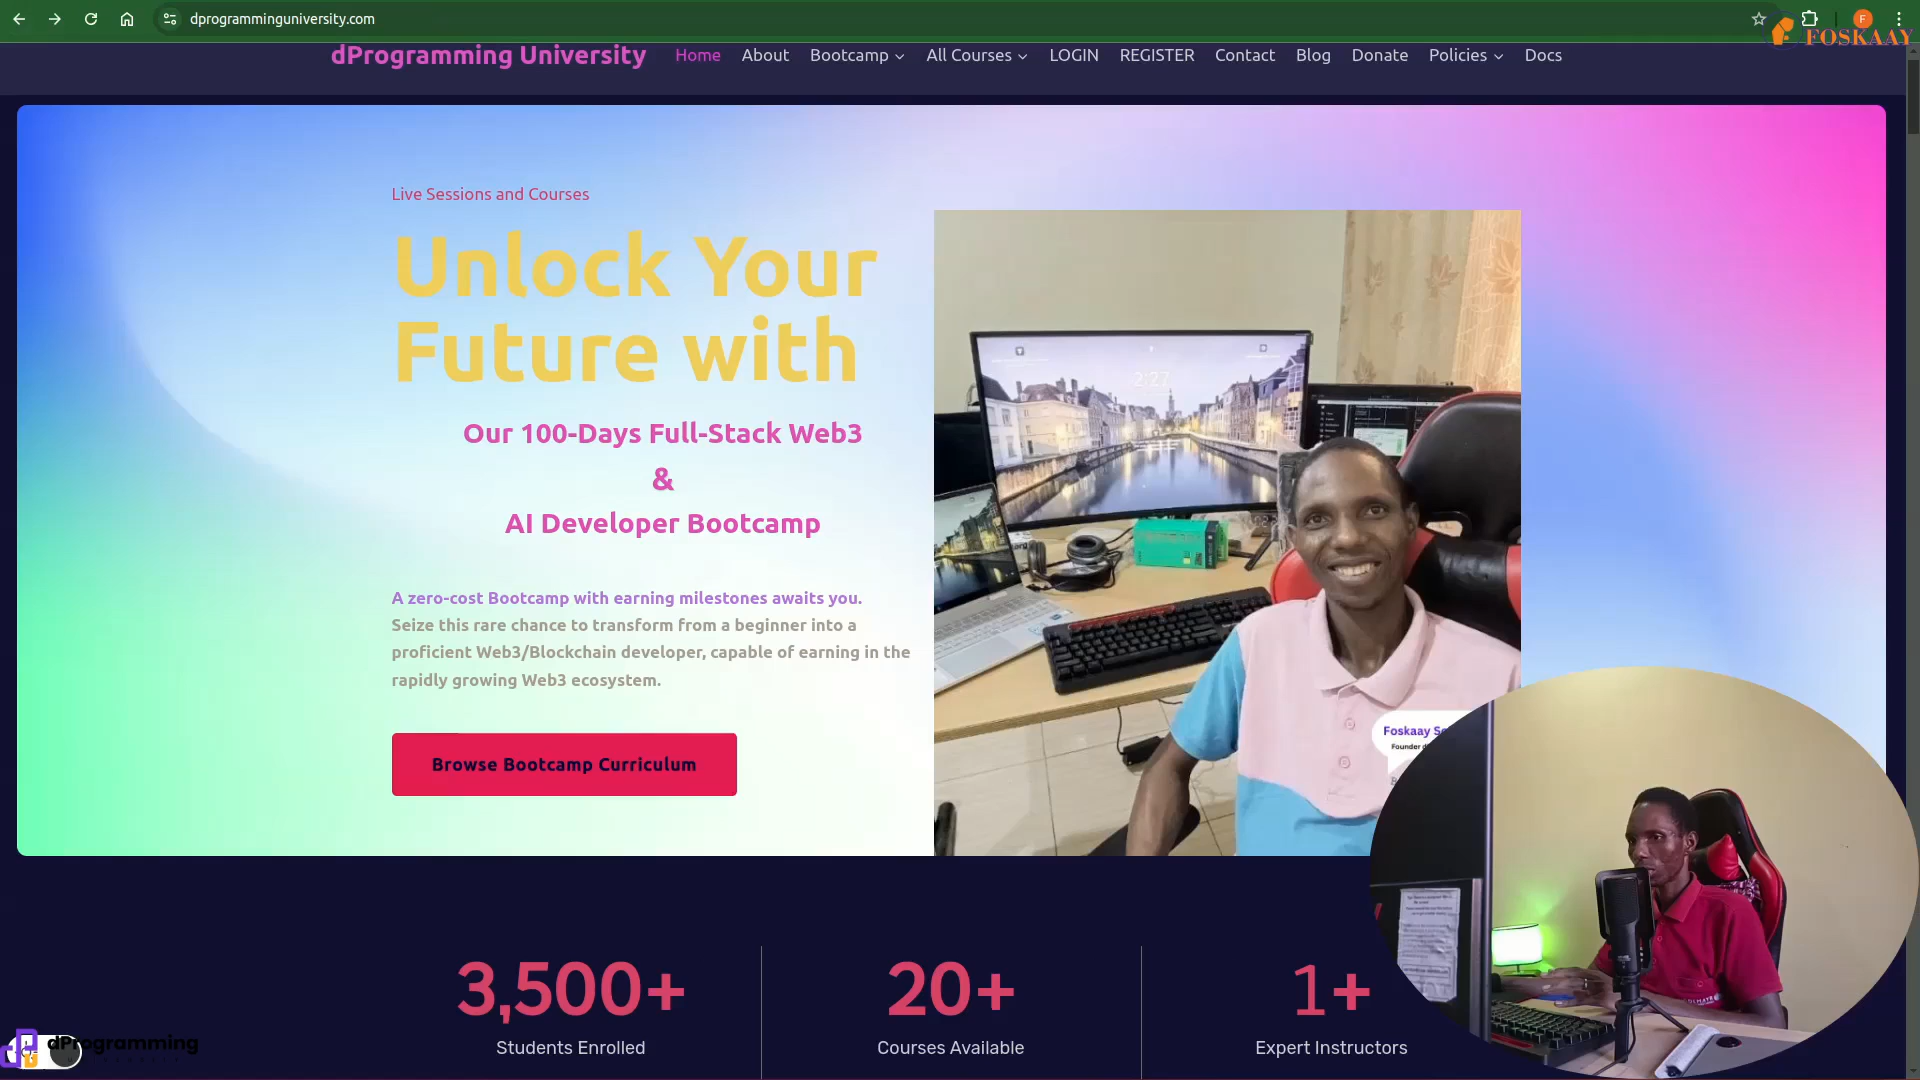 dprogramminguniversity.com
F
FOSKAAY
dProgramming University
Home
About
Bootcamp
All Courses
LOGIN
REGISTER
Contact
Blog
Donate
Policies
Docs
Live Sessions and Courses
Unlock Your
Future with
Our 100-Days Full-Stack Web3
&
AI Developer Bootcamp
A zero-cost Bootcamp with earning milestones awaits you.
Seize this rare chance to transform from a beginner into a
proficient Web3/Blockchain developer, capable of earning in the
rapidly growing Web3 ecosystem.
Browse Bootcamp Curriculum
2:27
Foskaay
Founder
3,500+
Students Enrolled
20+
Courses Available
1+
Expert Instructors
dProgramming